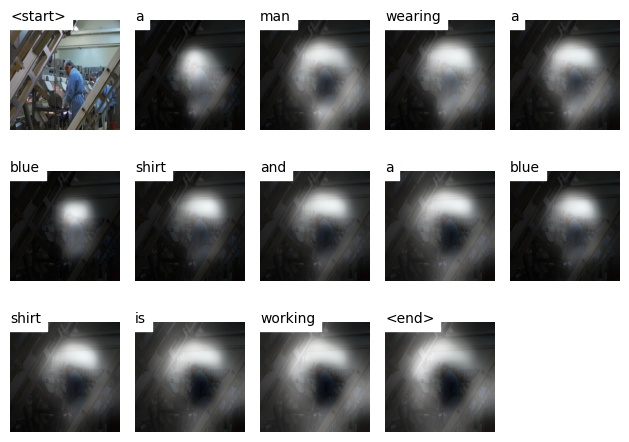 <start> a man wearing a
blue shirt and a blue
shirt is working <end>